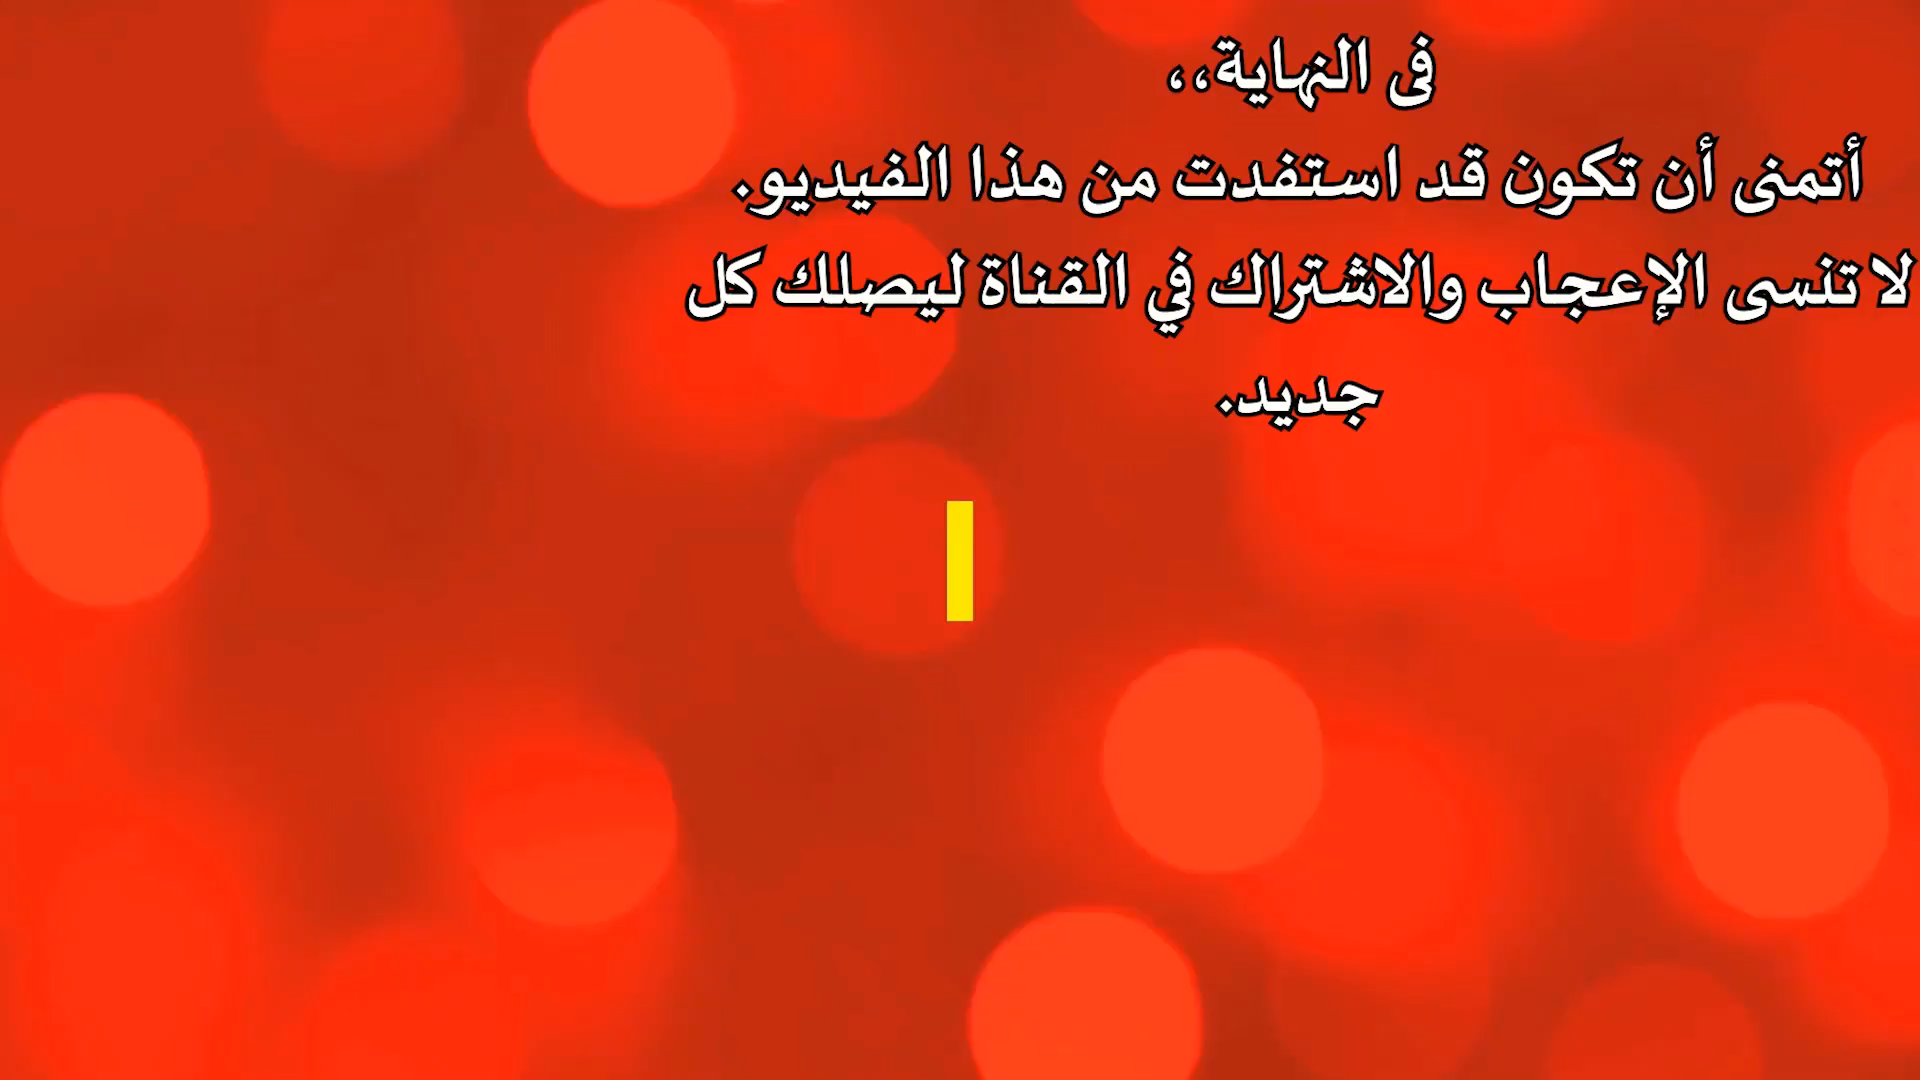 فى النهاية،،
أتمنى أن تكون قد استفدت من هذا الفيديو.
لا تنسى الإعجاب والاشتراك في القناة ليصلك كل
جديد.